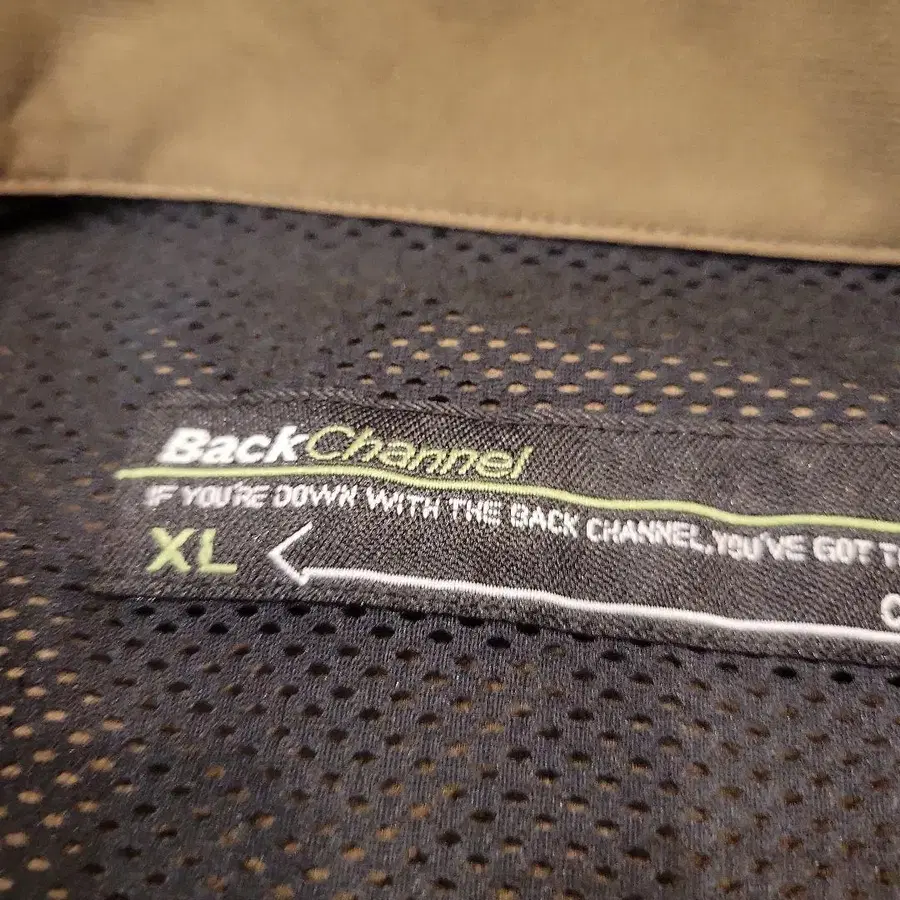 BackChannel
IF YOU'RE DOWN WITH THE BACK CHANNEL,YOU'VE GOT
XL